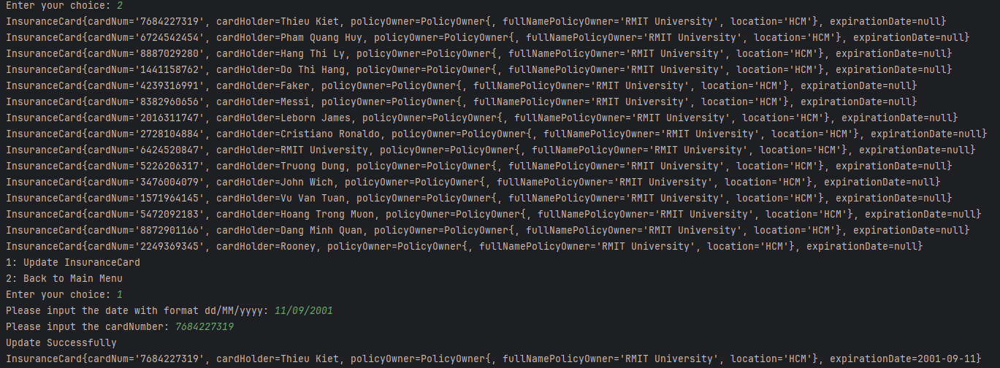 Enter your choice: 2
InsuranceCard{cardNum='7684227319', cardHolder=Thieu Kiet, policyOwner=PolicyOwner{, fullNamePolicyOwner='RMIT University', location='HCM'}, expirationDate=null}
InsuranceCard{cardNum='6724542454', cardHolder=Pham Quang Huy, policyOwner=PolicyOwner{, fullNamePolicyOwner='RMIT University', location='HCM'}, expirationDate=null}
InsuranceCard{cardNum='8887029280', cardHolder=Hang Thi Ly, policyOwner=PolicyOwner{, fullNamePolicyOwner='RMIT University', location='HCM'}, expirationDate=null}
InsuranceCard{cardNum='1441158762', cardHolder=Do Thi Hang, policyOwner=PolicyOwner{, fullNamePolicyOwner='RMIT University', location='HCM'}, expirationDate=null}
InsuranceCard{cardNum='4239316991', cardHolder=Faker, policyOwner=PolicyOwner{, fullNamePolicyOwner='RMIT University', location='HCM'}, expirationDate=null}
InsuranceCard{cardNum='8382960656', cardHolder=Messi, policyOwner=PolicyOwner{, fullNamePolicyOwner='RMIT University', location='HCM'}, expirationDate=null}
InsuranceCard{cardNum='2016311747', cardHolder=Leborn James, policyOwner=PolicyOwner{, fullNamePolicyOwner='RMIT University', location='HCM'}, expirationDate=null}
InsuranceCard{cardNum='2728104884', cardHolder=Cristiano Ronaldo, policyOwner=PolicyOwner{, fullNamePolicyOwner='RMIT University', location='HCM'}, expirationDate=null}
InsuranceCard{cardNum='6424520847', cardHolder=RMIT University, policyOwner=PolicyOwner{, fullNamePolicyOwner='RMIT University', location='HCM'}, expirationDate=null}
InsuranceCard{cardNum='5226206317', cardHolder=Truong Dung, policyOwner=PolicyOwner{, fullNamePolicyOwner='RMIT University', location='HCM'}, expirationDate=null}
InsuranceCard{cardNum='3476004079', cardHolder=John Wich, policyOwner=PolicyOwner{, fullNamePolicyOwner='RMIT University', location='HCM'}, expirationDate=null}
InsuranceCard{cardNum='1571964145', cardHolder=Vu Van Tuan, policyOwner=PolicyOwner{, fullNamePolicyOwner='RMIT University', location='HCM'}, expirationDate=null}
InsuranceCard{cardNum='5472092183', cardHolder=Hoang Trong Muon, policyOwner=PolicyOwner{, fullNamePolicyOwner='RMIT University', location='HCM'}, expirationDate=null}
InsuranceCard{cardNum='8872901166', cardHolder=Dang Minh Quan, policyOwner=PolicyOwner{, fullNamePolicyOwner='RMIT University', location='HCM'}, expirationDate=null}
InsuranceCard{cardNum='2249369345', cardHolder=Rooney, policyOwner=PolicyOwner{, fullNamePolicyOwner='RMIT University', location='HCM'}, expirationDate=null}
1: Update InsuranceCard
2: Back to Main Menu
Enter your choice: 1
Please input the date with format dd/MM/yyyy: 11/09/2001
Please input the cardNumber: 7684227319
Update Successfully
InsuranceCard{cardNum='7684227319', cardHolder=Thieu Kiet, policyOwner=PolicyOwner{, fullNamePolicyOwner='RMIT University', location='HCM'}, expirationDate=2001-09-11}